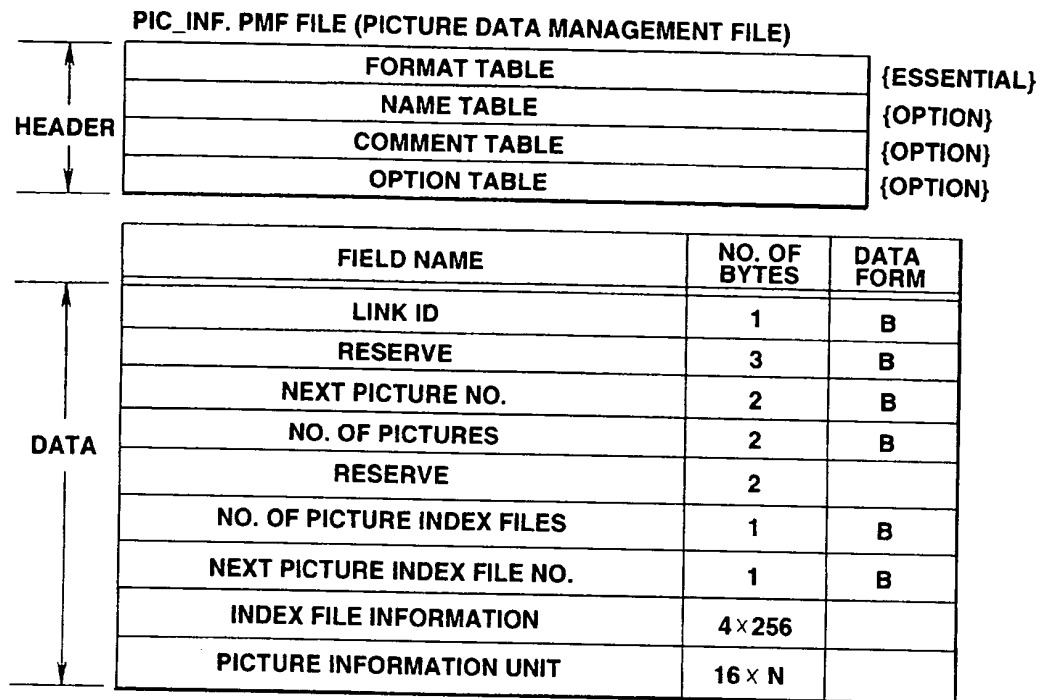 PIC_INF. PMF FILE (PICTURE DATA MANAGEMENT FILE)
FORMAT TABLE {ESSENTIAL}
NAME TABLE {OPTION}
HEADER
COMMENT TABLE {OPTION}
OPTION TABLE {OPTION}
FIELD NAME NO. OF BYTES DATA FORM
LINK ID 1 B
RESERVE 3 B
NEXT PICTURE NO. 2 B
DATA
NO. OF PICTURES 2 B
RESERVE 2
NO. OF PICTURE INDEX FILES 1 B
NEXT PICTURE INDEX FILE NO. 1 B
INDEX FILE INFORMATION 4×256
PICTURE INFORMATION UNIT 16× N